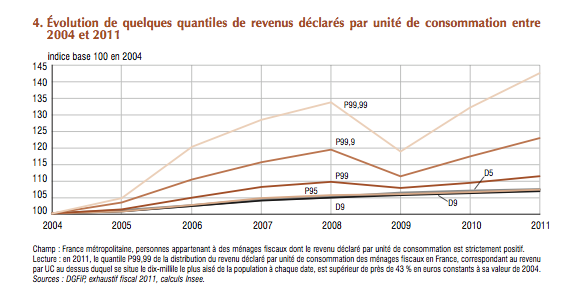 4. Évolution de quelques quantiles de revenus déclarés par unité de consommation entre
2004 et 2011
indice base 100 en 2004
145
140
135
130
125
120
115
110
105
100
P99,99
P99,9
P99
P95
D9
D5
D9
2004 2005 2006 2007 2008 2009 2010 2011
Champ : France métropolitaine, personnes appartenant à des ménages fiscaux dont le revenu déclaré par unité de consommation est strictement positif.
Lecture : en 2011, le quantile P99,99 de la distribution du revenu déclaré par unité de consommation des ménages fiscaux en France, correspondant au revenu
par UC au dessus duquel se situe le dix-millile le plus aisé de la population à chaque date, est supérieur de près de 43 % en euros constants à sa valeur de 2004.
Sources : DGFiP, exhaustif fiscal 2011, calculs Insee.